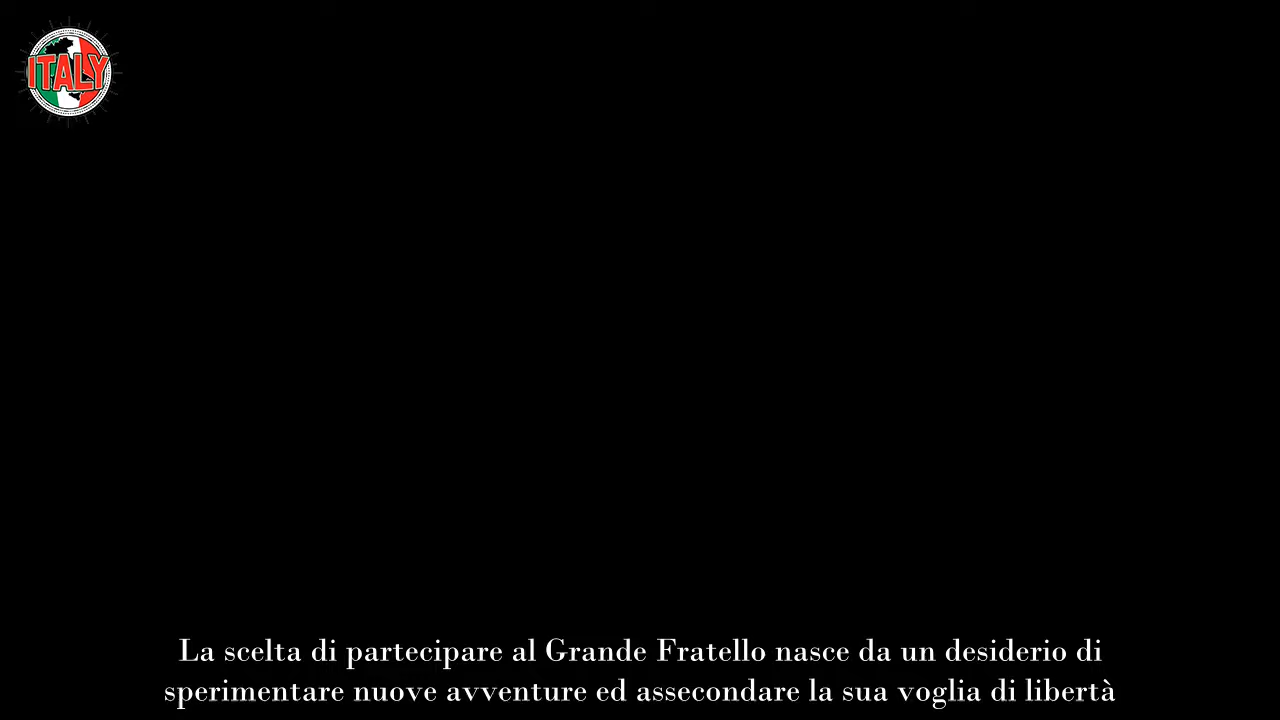 ITALY
La scelta di partecipare al Grande Fratello nasce da un desiderio di
sperimentare nuove avventure ed assecondare la sua voglia di libertà